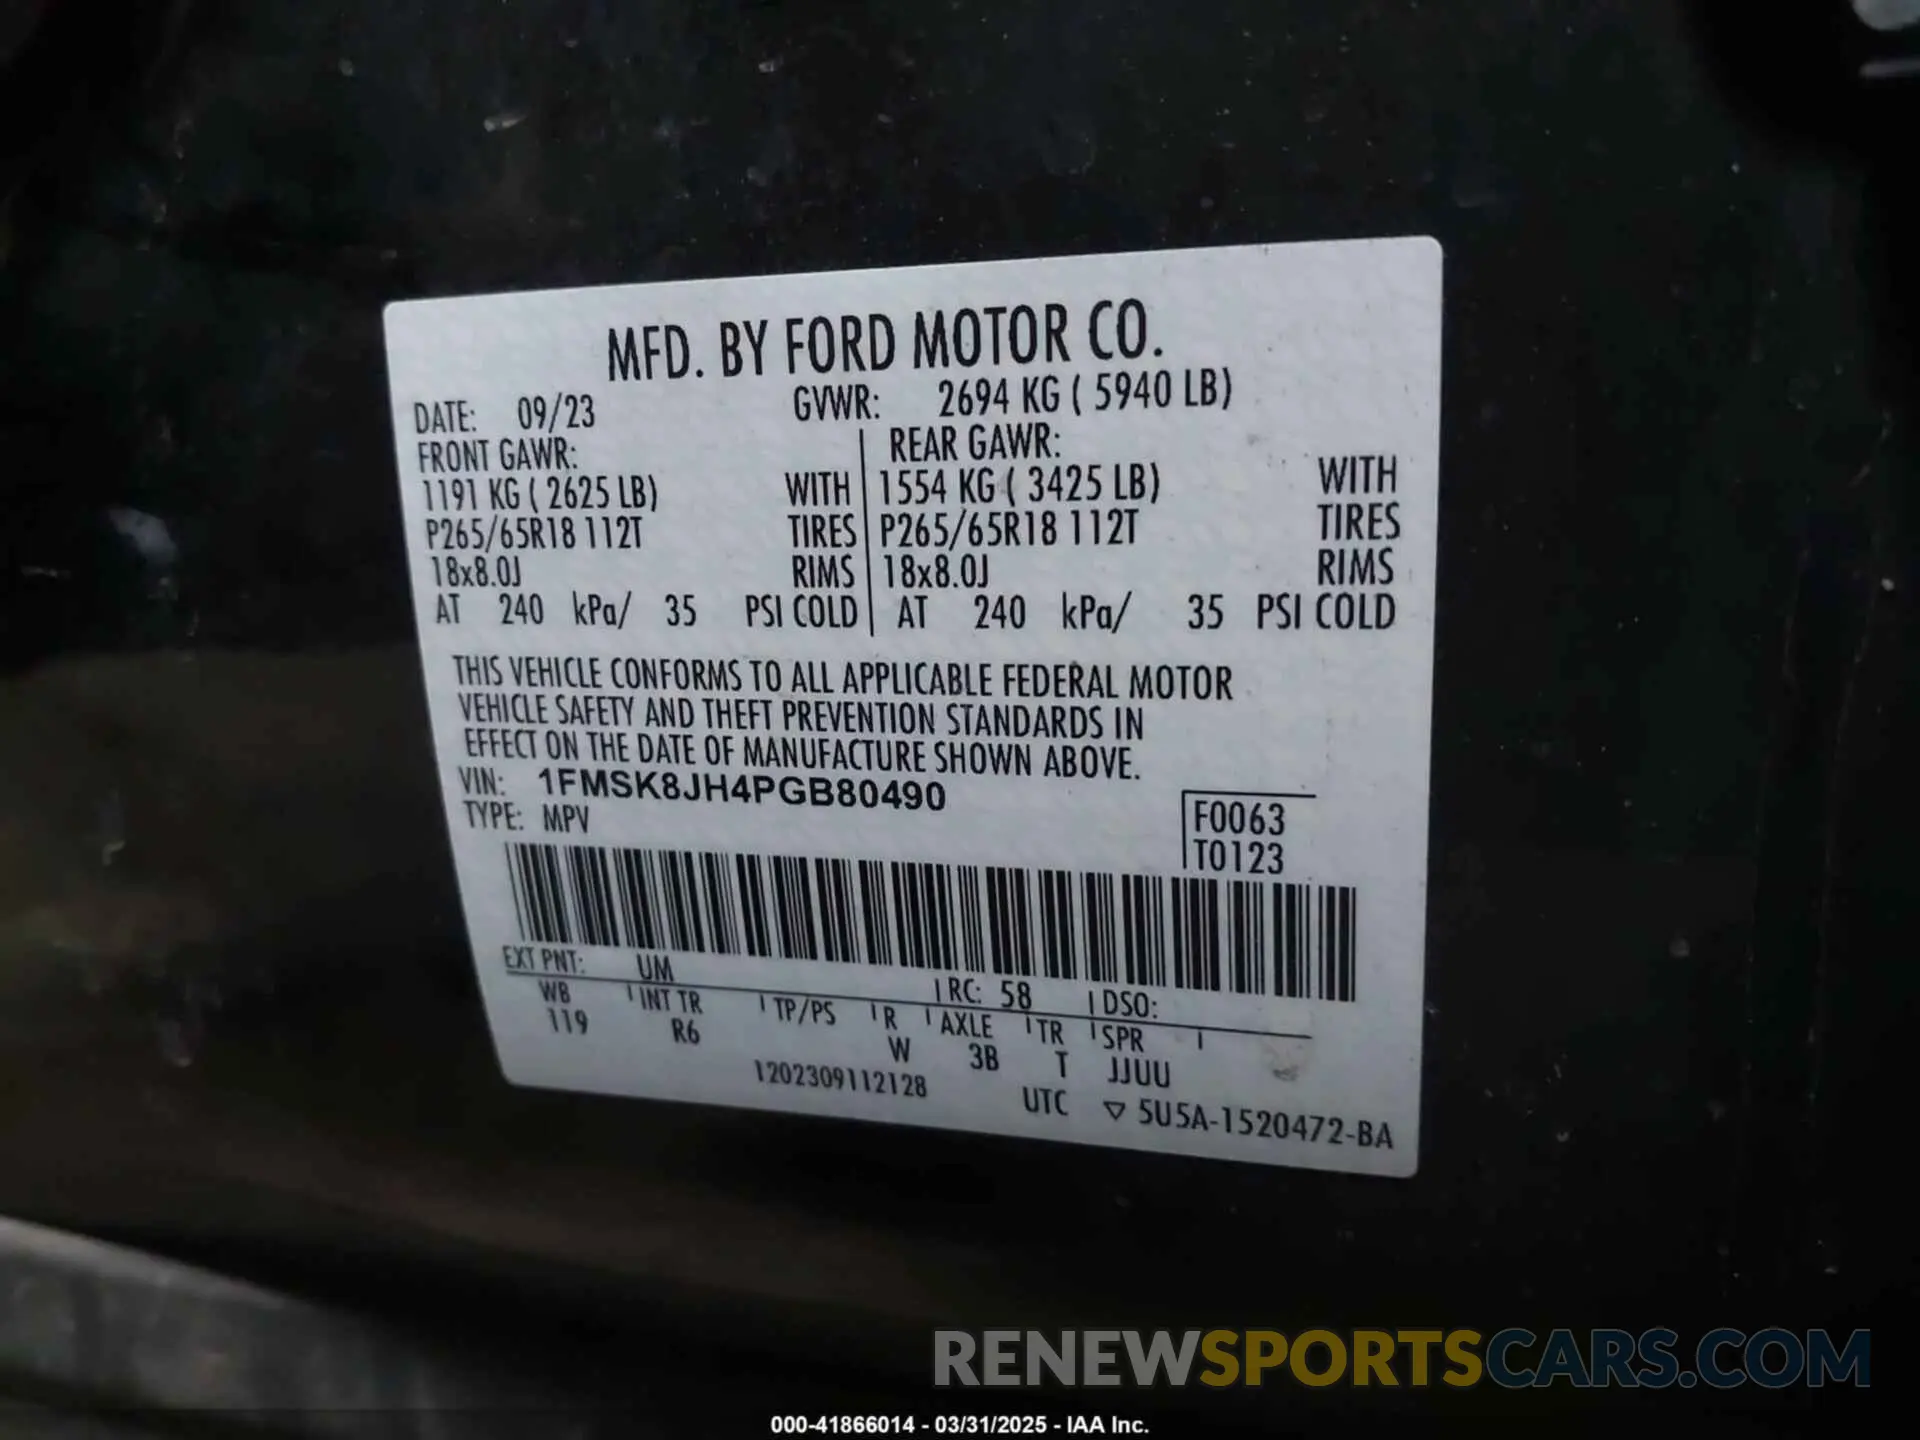 MFD. BY FORD MOTOR CO.
DATE: 09/23 GVWR: 2694 KG ( 5940 LB)
FRONT GAWR: REAR GAWR:
1191 KG ( 2625 LB) WITH 1554 KG ( 3425 LB) WITH
P265/65R18 112T TIRES P265/65R18 112T TIRES
18x8.0J RIMS 18x8.0J RIMS
AT 240 kPa/ 35 PSI COLD AT 240 kPa/ 35 PSI COLD
THIS VEHICLE CONFORMS TO ALL APPLICABLE FEDERAL MOTOR
VEHICLE SAFETY AND THEFT PREVENTION STANDARDS IN
EFFECT ON THE DATE OF MANUFACTURE SHOWN ABOVE.
VIN: 1FMSK8JH4PGB80490
TYPE: MPV
F0063
T0123
EXT PNT: UM RC: 58 DSO:
WB INT TR TP/PS R AXLE TR SPR
119 R6 W 3B T JJUU
1202309112128 UTC ▽ 5U5A-1520472-BA
RENEWSPORTSCARS.COM
000-41866014 - 03/31/2025 - IAA Inc.